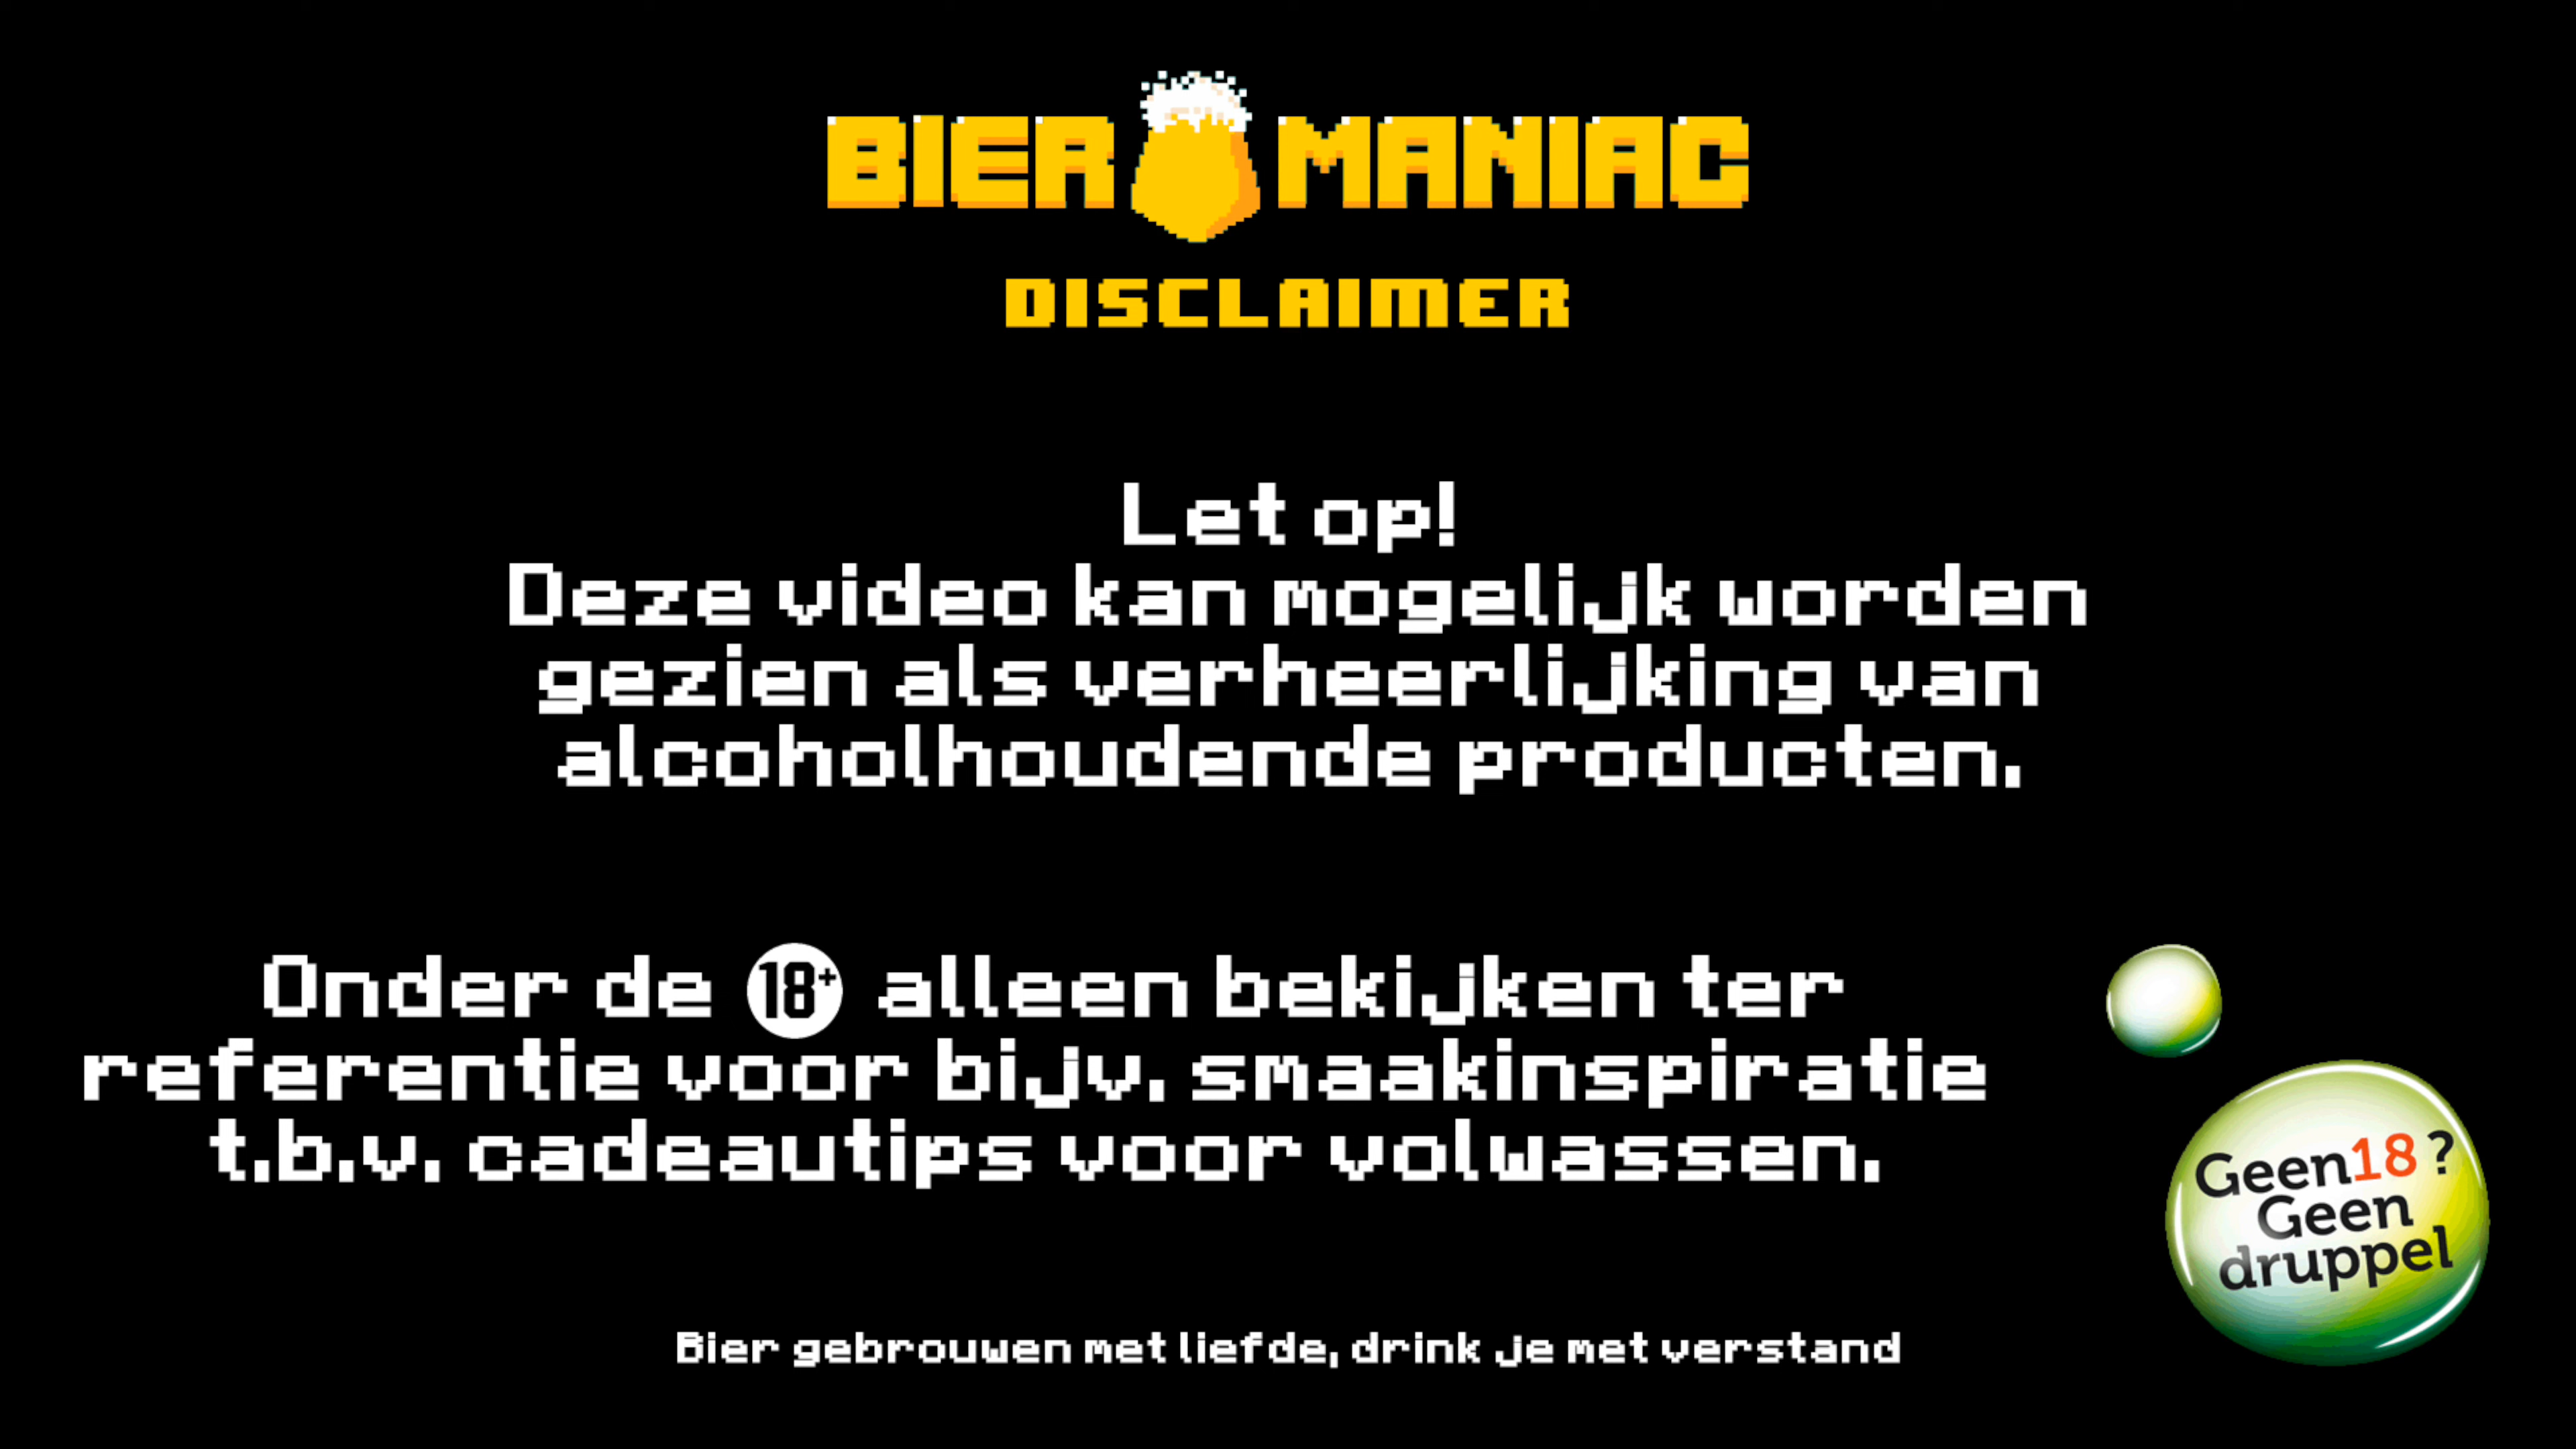 BIER MANIAC
DISCLAIMER
Let op!
Deze video kan mogelijk worden
gezien als verheerlijking van
alcoholhoudende producten.
Onder de 18+ alleen bekijken ter
referentie voor bijv. smaakinspiratie
t.b.v. cadeautips voor volwassen.
Geen18?
Geen
druppel
Bier gebrouwen met liefde, drink je met verstand